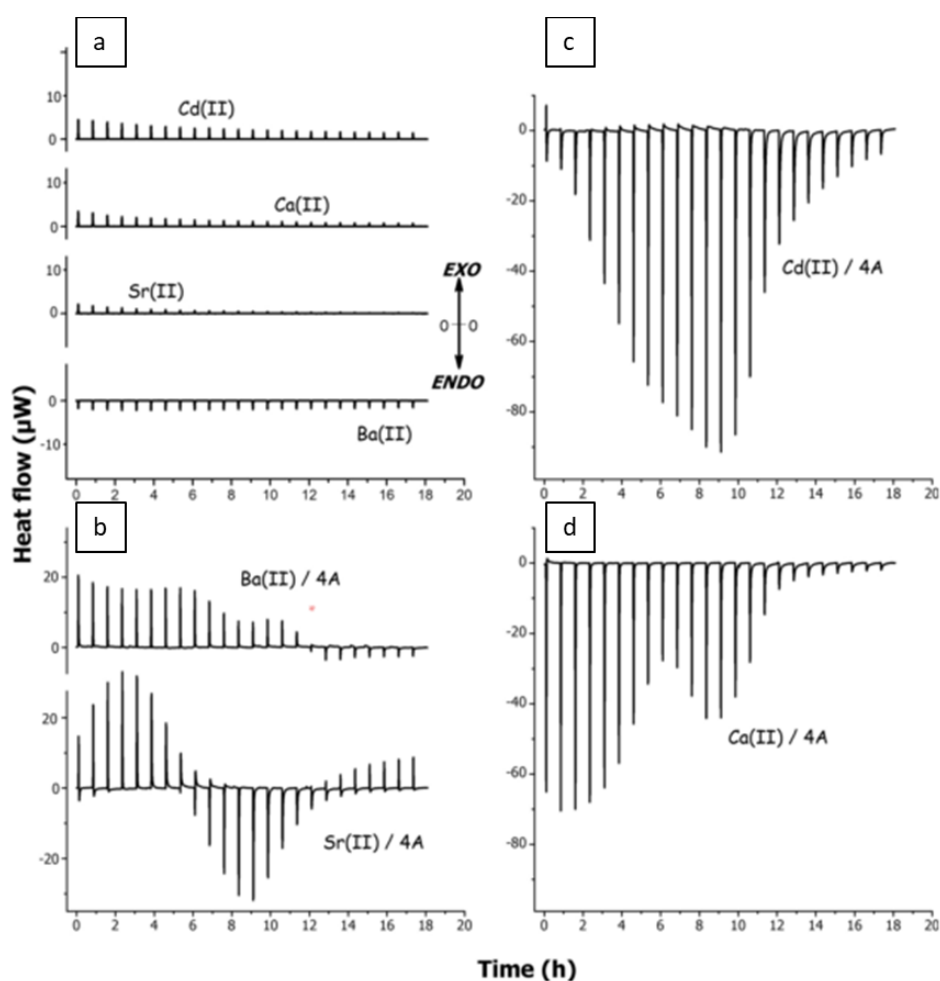 a
10
0
Cd(II)
10
0
Ca(II)
10
0
Sr(II)
EXO
0 0
ENDO
0
-10
Ba(II)
0 2 4 6 8 10 12 14 16 18 20
c
0
-20
-40
-60
-80
Cd(II) / 4A
0 2 4 6 8 10 12 14 16 18 20
Heat flow (µW)
b
20
0
Ba(II) / 4A
20
0
-20
Sr(II) / 4A
0 2 4 6 8 10 12 14 16 18 20
d
0
-20
-40
-60
-80
Ca(II) / 4A
0 2 4 6 8 10 12 14 16 18 20
Time (h)